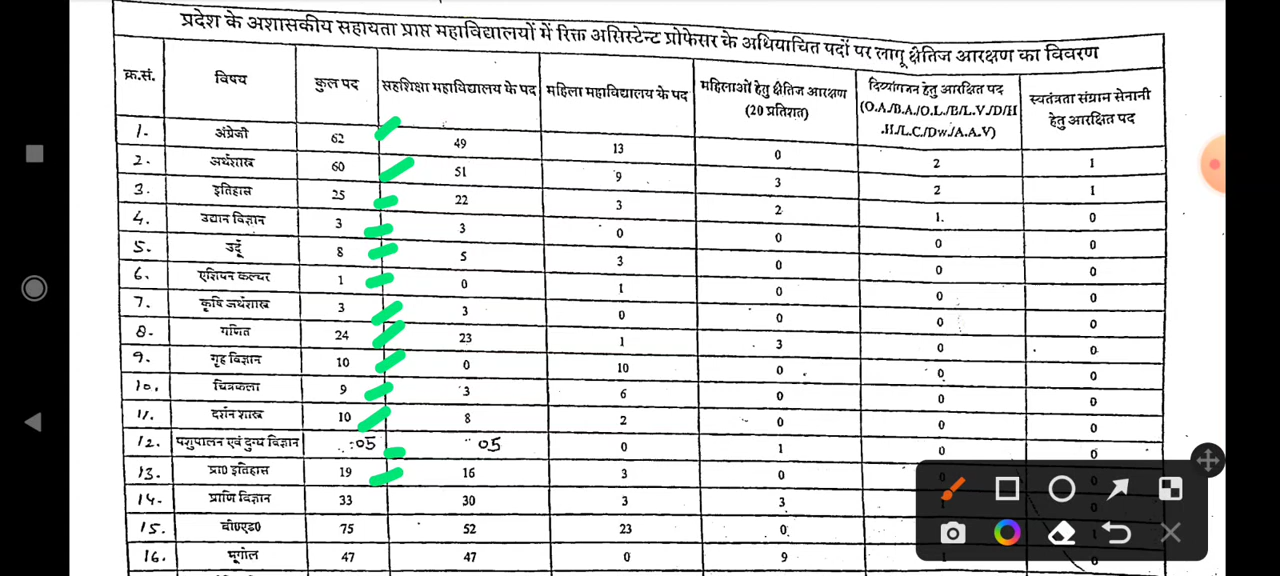 प्रदेश के अशासकीय सहायता प्राप्त महाविद्यालयों में रिक्त असिस्टेन्ट प्रोफेसर के अधियाचित पदों पर लागू क्षैतिज आरक्षण का विवरण
क्र.सं. विषय कुल पद सहशिक्षा महाविद्यालय के पद महिला महाविद्यालय के पद महिलाओं हेतु क्षैतिज आरक्षण (20 प्रतिशत) दिव्यांगजन हेतु आरक्षित पद (O.A./B.A./O.L./B/L.V./D/H.H/L.C/Dw./A.A.V) स्वतंत्रता संग्राम सेनानी हेतु आरक्षित पद
1. अंग्रेजी 62 49 13 0 2 1
2. अर्थशास्त्र 60 51 9 3 2 1
3. इतिहास 25 22 3 2 1. 0
4. उद्यान विज्ञान 3 3 0 0 0 0
5. उर्दू 8 5 3 0 0 0
6. एशियन कल्चर 1 0 1 0 0 0
7. कृषि अर्थशास्त्र 3 3 0 0 0 0
8. गणित 24 23 1 3 0 0
9. गृह विज्ञान 10 0 10 0 0 0
10. चित्रकला 9 3 6 0 0 0
11. दर्शन शास्त्र 10 8 2 0 0 0
12. पशुपालन एवं दुग्ध विज्ञान 05 05 0 1 0 0
13. प्रा0 इतिहास 19 16 3 0 0 0
14. प्राणि विज्ञान 33 30 3 3 1 0
15. बी0एड0 75 52 23 0 1
16. भूगोल 47 47 0 9 1 0